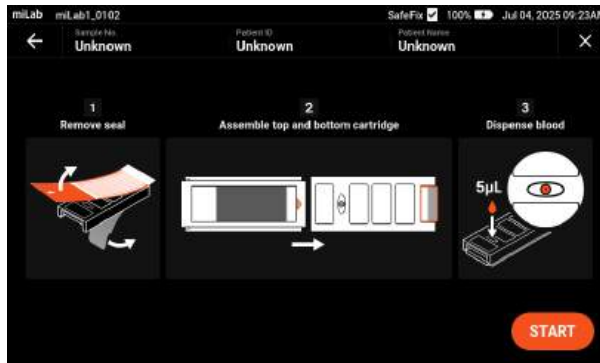 miLab miLab1_0102 SafeFix 100% Jul 04, 2025 09:23AM
Sample No. Patient ID Patient Name
Unknown Unknown Unknown
1 2 3
Remove seal Assemble top and bottom cartridge Dispense blood
5μL
START